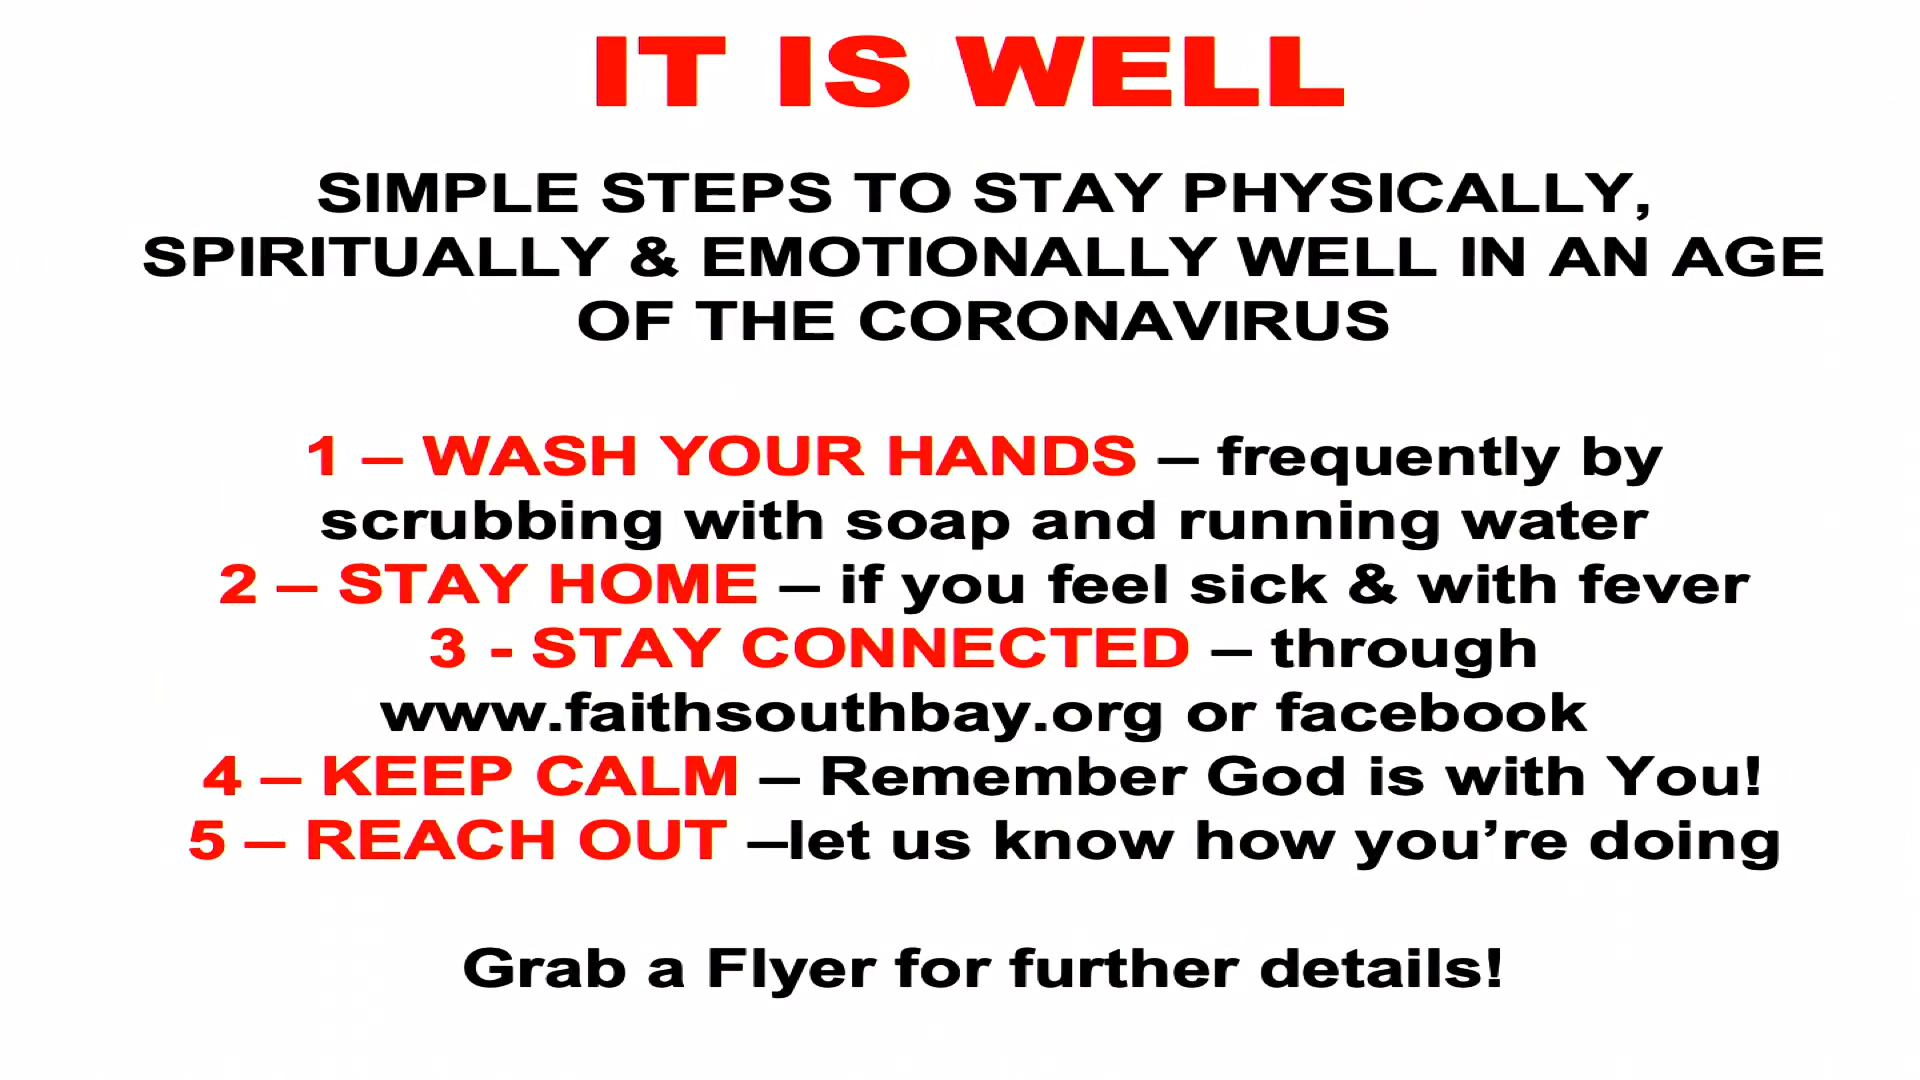 IT IS WELL
SIMPLE STEPS TO STAY PHYSICALLY,
SPIRITUALLY & EMOTIONALLY WELL IN AN AGE
OF THE CORONAVIRUS
1 – WASH YOUR HANDS – frequently by
scrubbing with soap and running water
2 – STAY HOME – if you feel sick & with fever
3 - STAY CONNECTED – through
www.faithsouthbay.org or facebook
4 – KEEP CALM – Remember God is with You!
5 – REACH OUT –let us know how you’re doing
Grab a Flyer for further details!